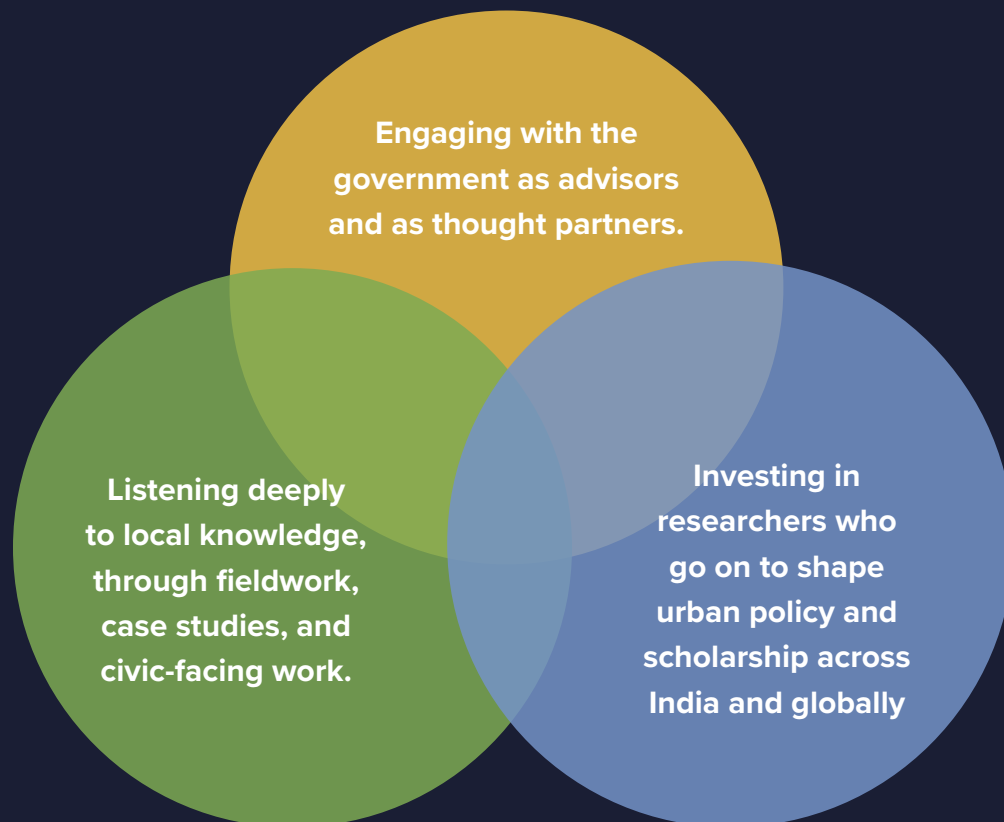 Engaging with the
government as advisors
and as thought partners.
Listening deeply
to local knowledge,
through fieldwork,
case studies, and
civic-facing work.
Investing in
researchers who
go on to shape
urban policy and
scholarship across
India and globally